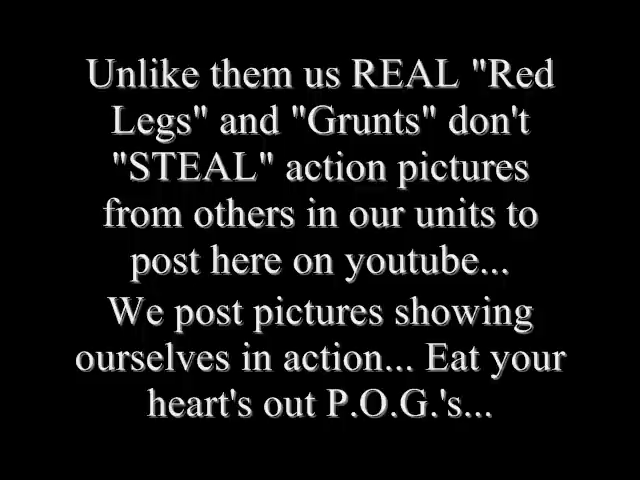 Unlike them us REAL "Red
Legs" and "Grunts" don't
"STEAL" action pictures
from others in our units to
post here on youtube...
We post pictures showing
ourselves in action... Eat your
heart's out P.O.G.'s...